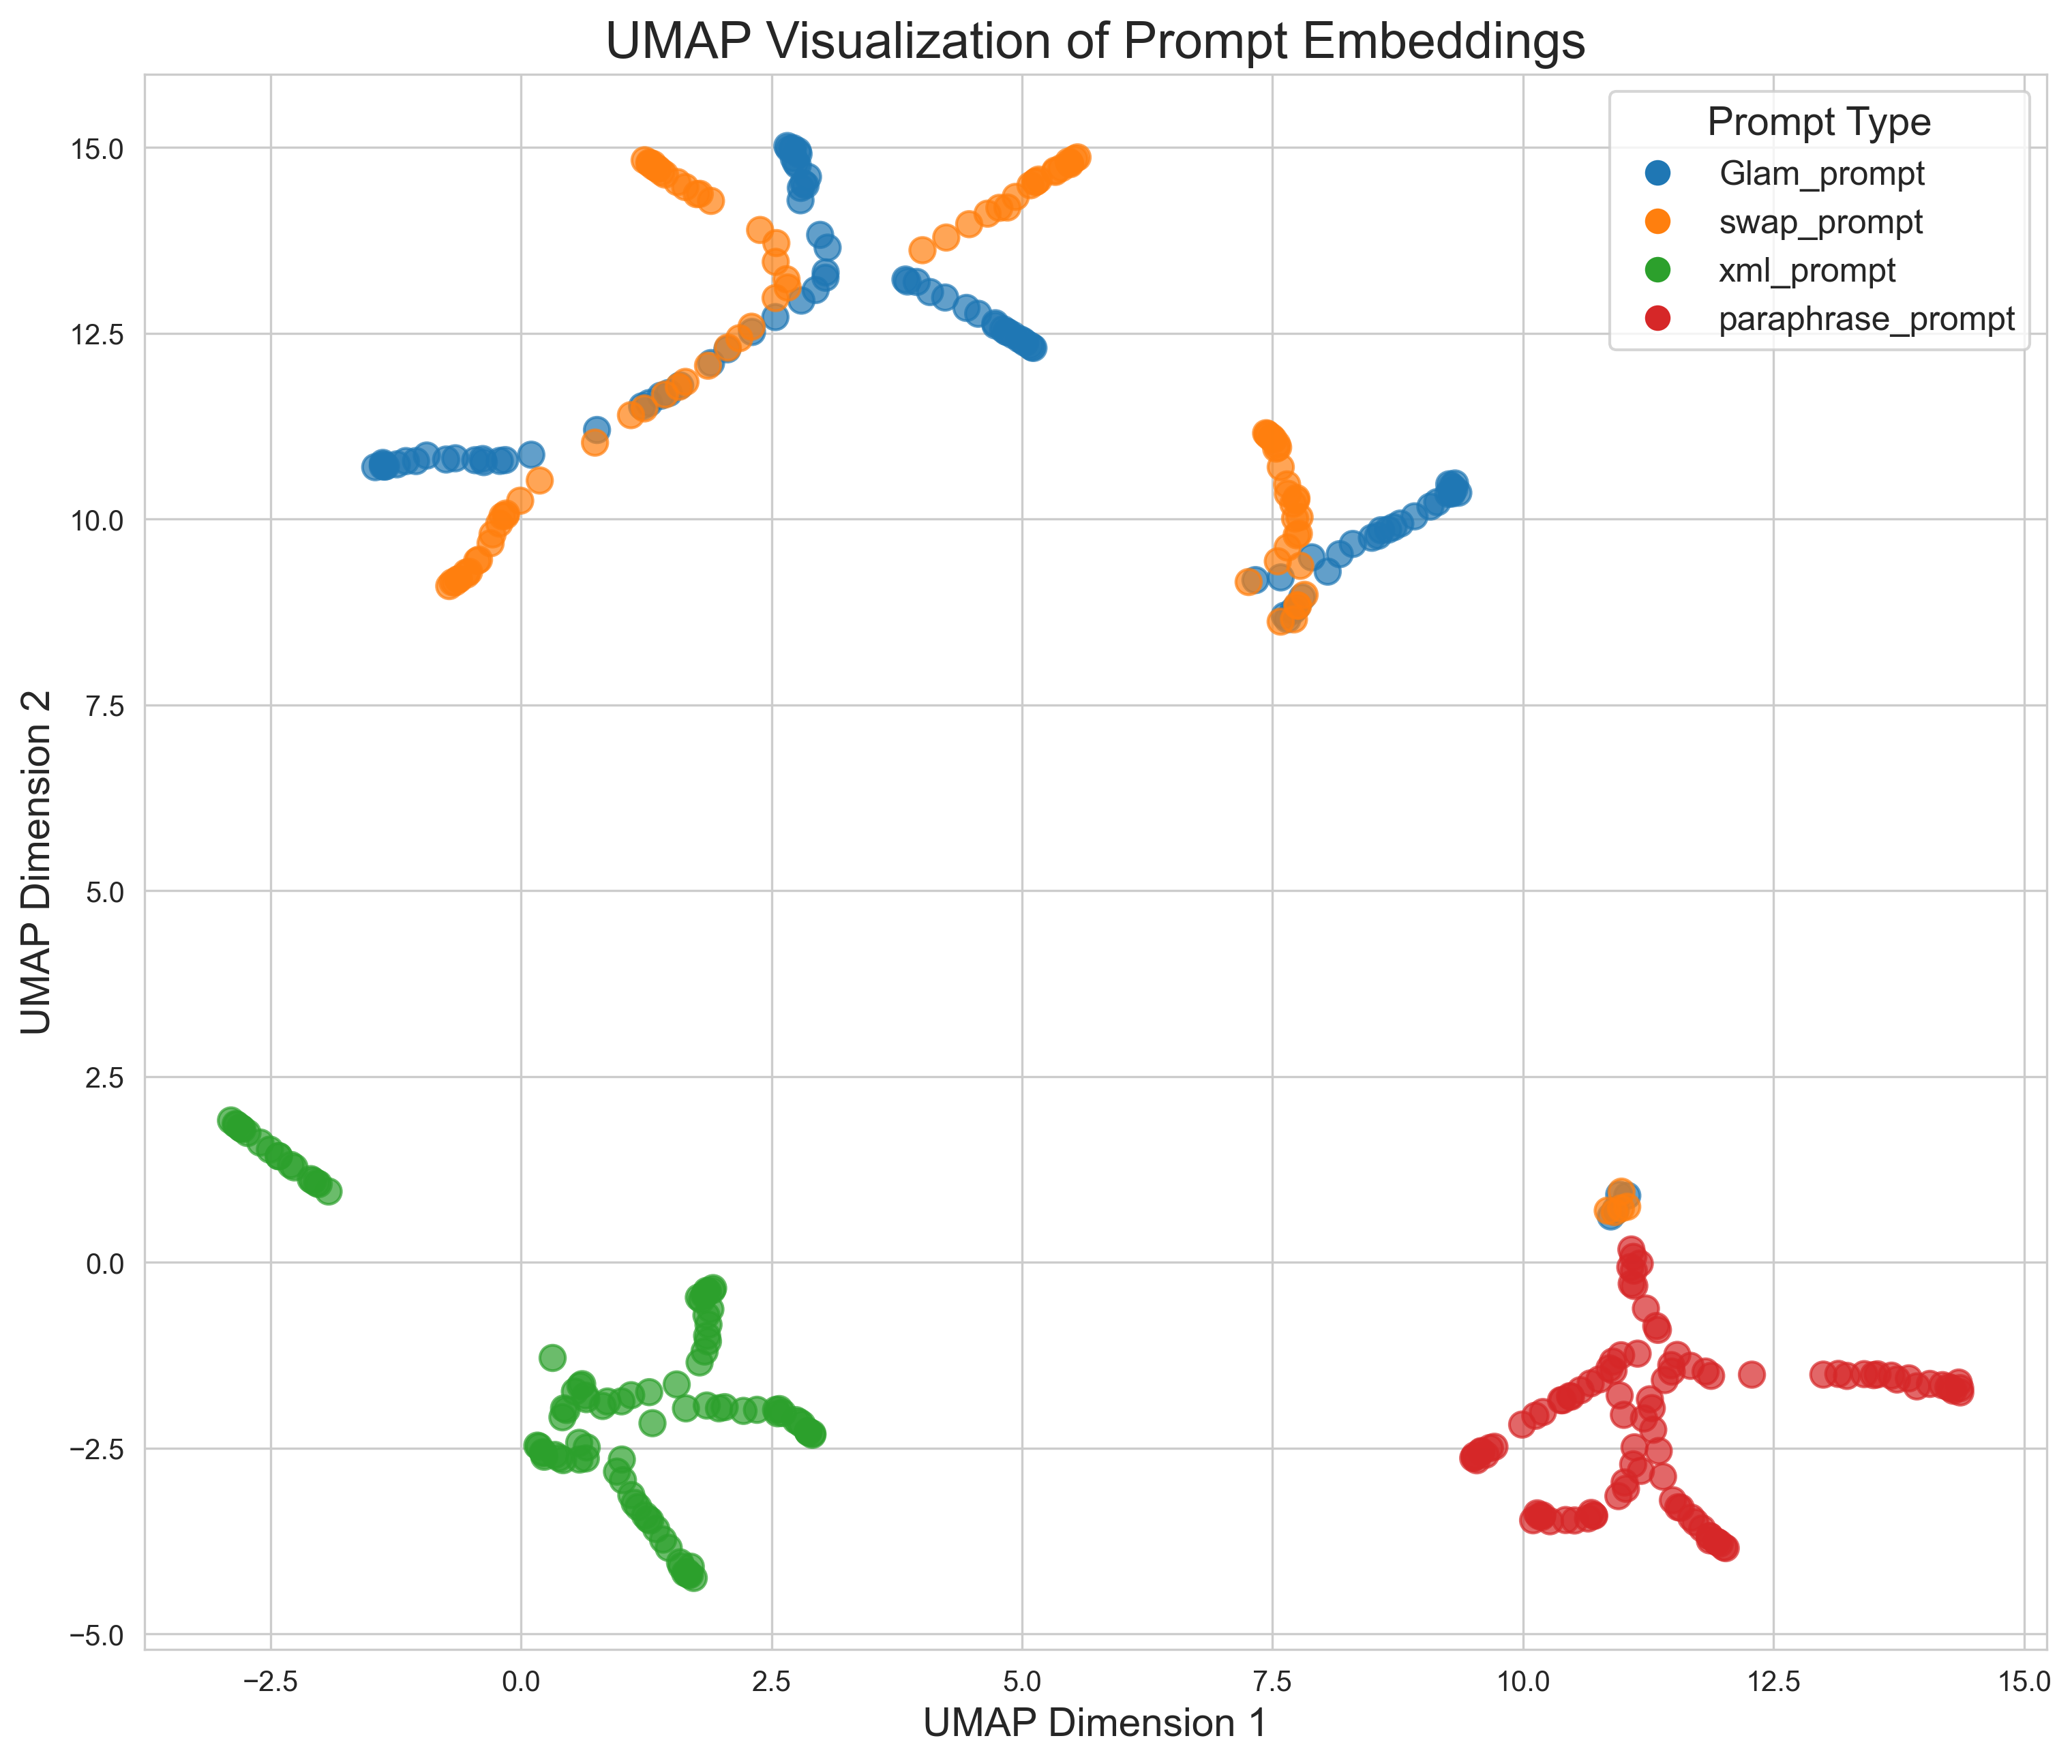 UMAP Visualization of Prompt Embeddings
Prompt Type
Glam_prompt
swap_prompt
xml_prompt
paraphrase_prompt
15.0
12.5
10.0
7.5
5.0
2.5
0.0
−2.5
−5.0
UMAP Dimension 2
−2.5 0.0 2.5 5.0 7.5 10.0 12.5 15.0
UMAP Dimension 1